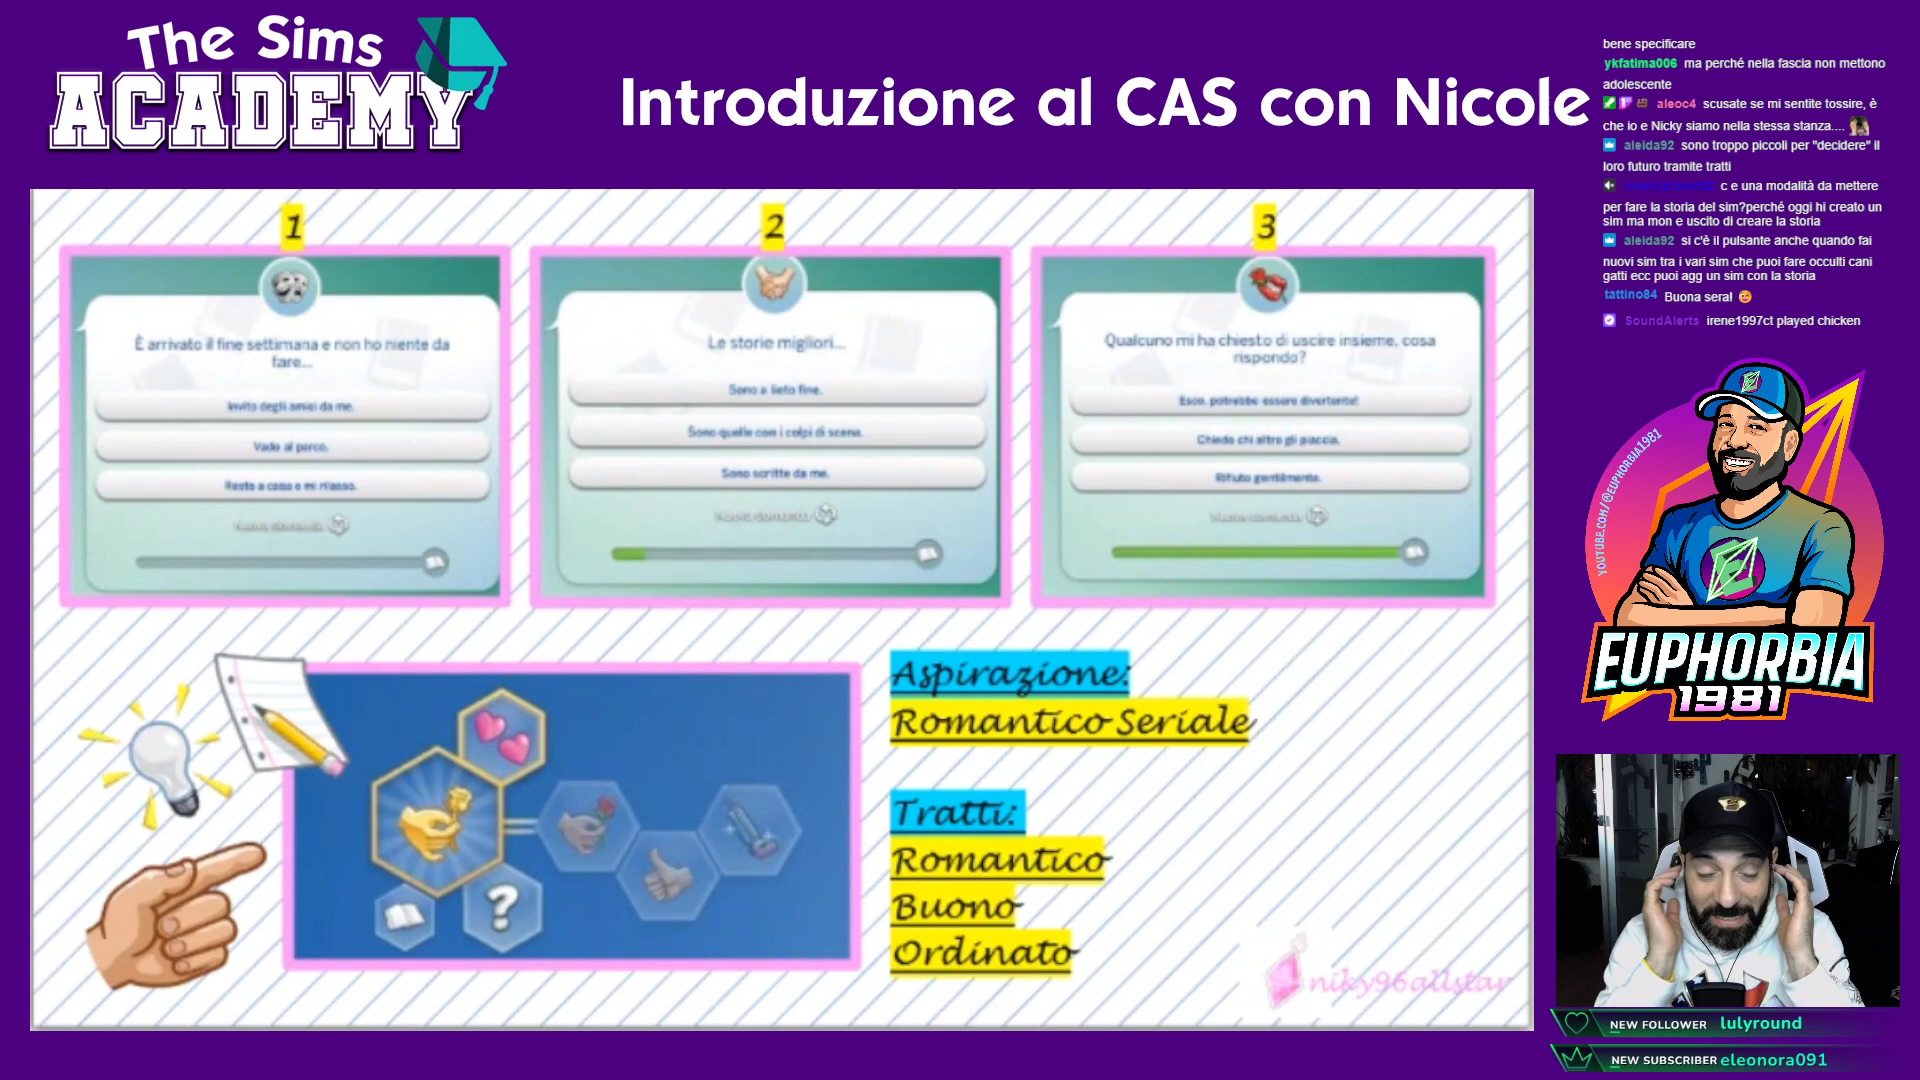 The Sims
ACADEMY
Introduzione al CAS con Nicole
1
È arrivato il fine settimana e non ho niente da
fare...
Invito degli amici da me.
Vado al parco.
Resto a casa e mi rilasso.
Nuova domanda
2
Le storie migliori...
Sono a lieto fine.
Sono quelle con i colpi di scena.
Sono scritte da me.
Nuova domanda
3
Qualcuno mi ha chiesto di uscire insieme, cosa
rispondo?
Esco, potrebbe essere divertente!
Chiedo chi altro gli piaccia.
Rifiuto gentilmente.
Nuova domanda
?
Aspirazione:
Romantico Seriale
Tratti:
Romantico
Buono
Ordinato
niky96allstar
bene specificare
ykfatima006 ma perché nella fascia non mettono
adolescente
aleoc4 scusate se mi sentite tossire, è
che io e Nicky siamo nella stessa stanza....
aleida92 sono troppo piccoli per "decidere" il
loro futuro tramite tratti
c e una modalità da mettere
per fare la storia del sim?perché oggi hi creato un
sim ma mon e uscito di creare la storia
aleida92 si c'è il pulsante anche quando fai
nuovi sim tra i vari sim che puoi fare occulti cani
gatti ecc puoi agg un sim con la storia
tattino84 Buona sera!
SoundAlerts irene1997ct played chicken
YOUTUBE.COM/@EUPHORBIA1981
EUPHORBIA
1981
NEW FOLLOWER lulyround
NEW SUBSCRIBER eleonora091